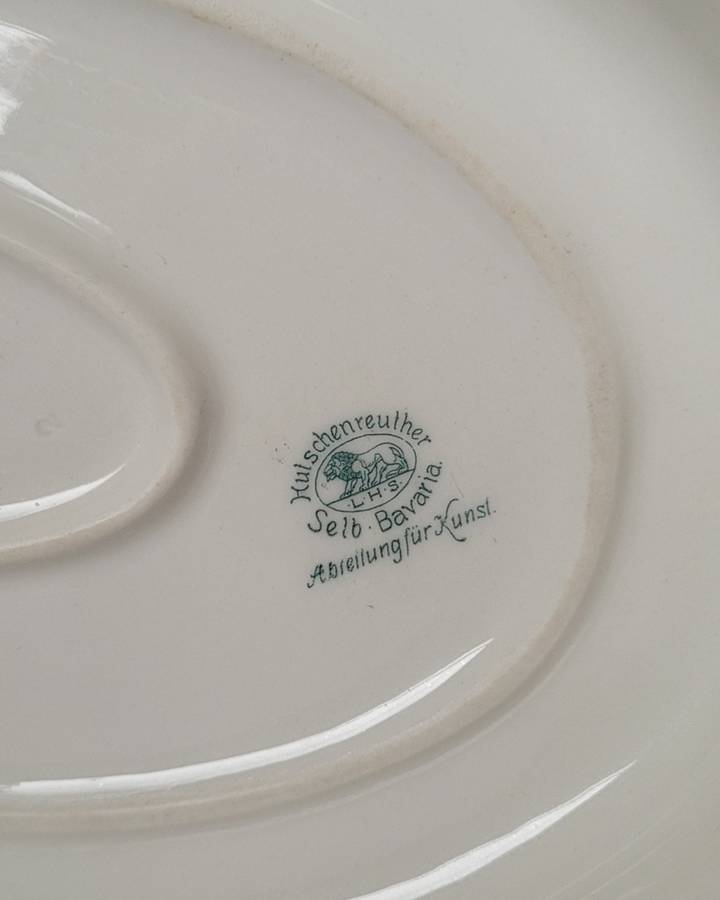 Hutschenreuther
L·H·S·
Selb·Bavaria.
Abteilung für Kunst.